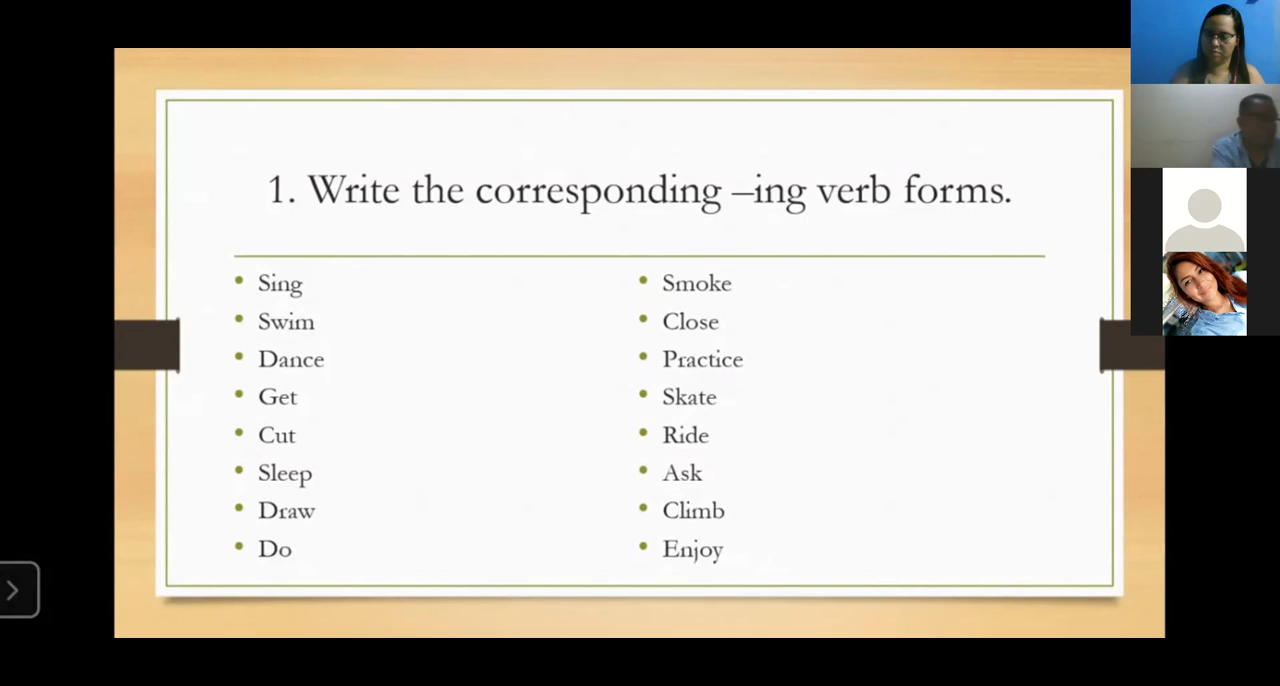 1. Write the corresponding –ing verb forms.
• Sing
• Swim
• Dance
• Get
• Cut
• Sleep
• Draw
• Do
• Smoke
• Close
• Practice
• Skate
• Ride
• Ask
• Climb
• Enjoy